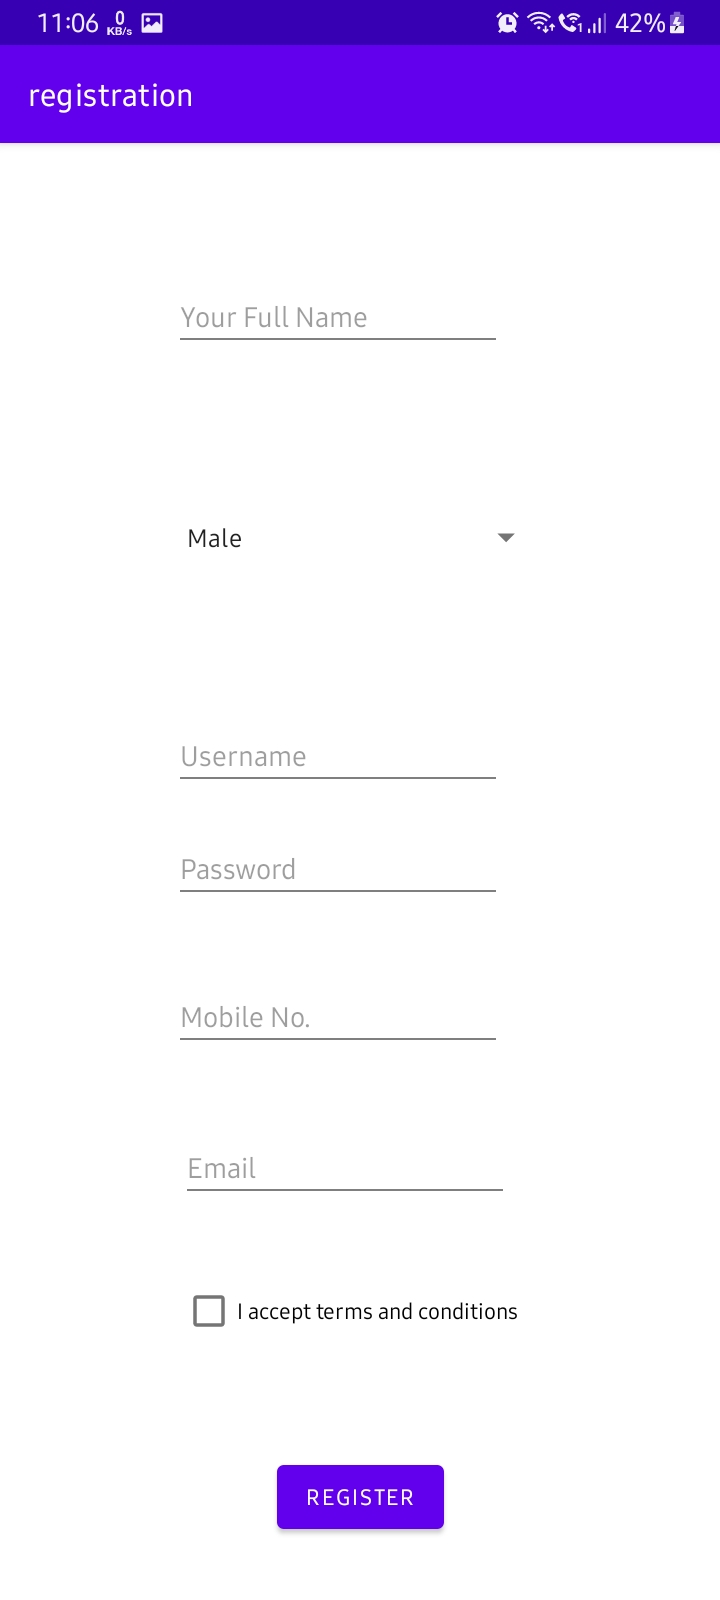 11:06 0 KB/s 1 42%
registration
Your Full Name
Male
Username
Password
Mobile No.
Email
I accept terms and conditions
REGISTER